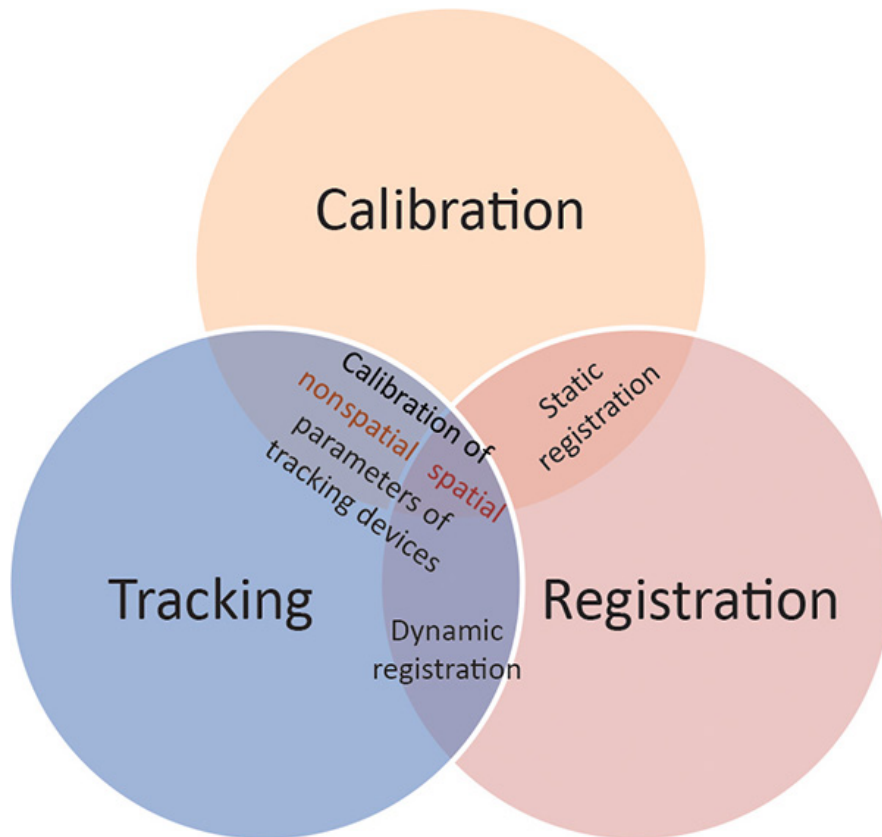 Calibration
Calibration of
nonspatial spatial
parameters of
tracking devices
Static
registration
Tracking
Registration
Dynamic
registration